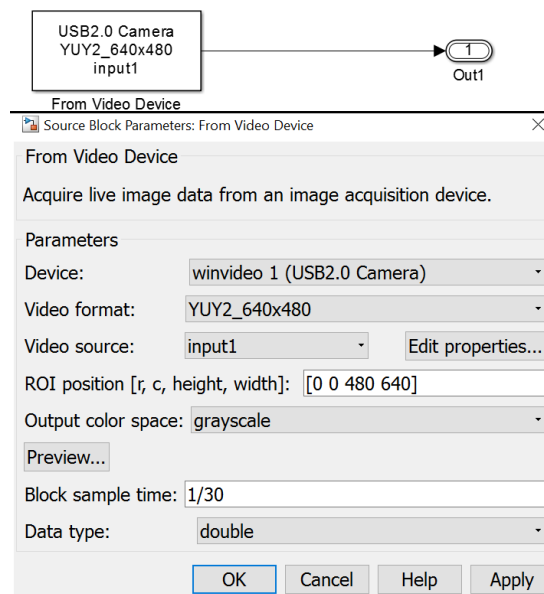 USB2.0 Camera
YUY2_640x480
input1
1
Out1
From Video Device
Source Block Parameters: From Video Device
From Video Device
Acquire live image data from an image acquisition device.
Parameters
Device: winvideo 1 (USB2.0 Camera)
Video format: YUY2_640x480
Video source: input1 Edit properties...
ROI position [r, c, height, width]: [0 0 480 640]
Output color space: grayscale
Preview...
Block sample time: 1/30
Data type: double
OK Cancel Help Apply